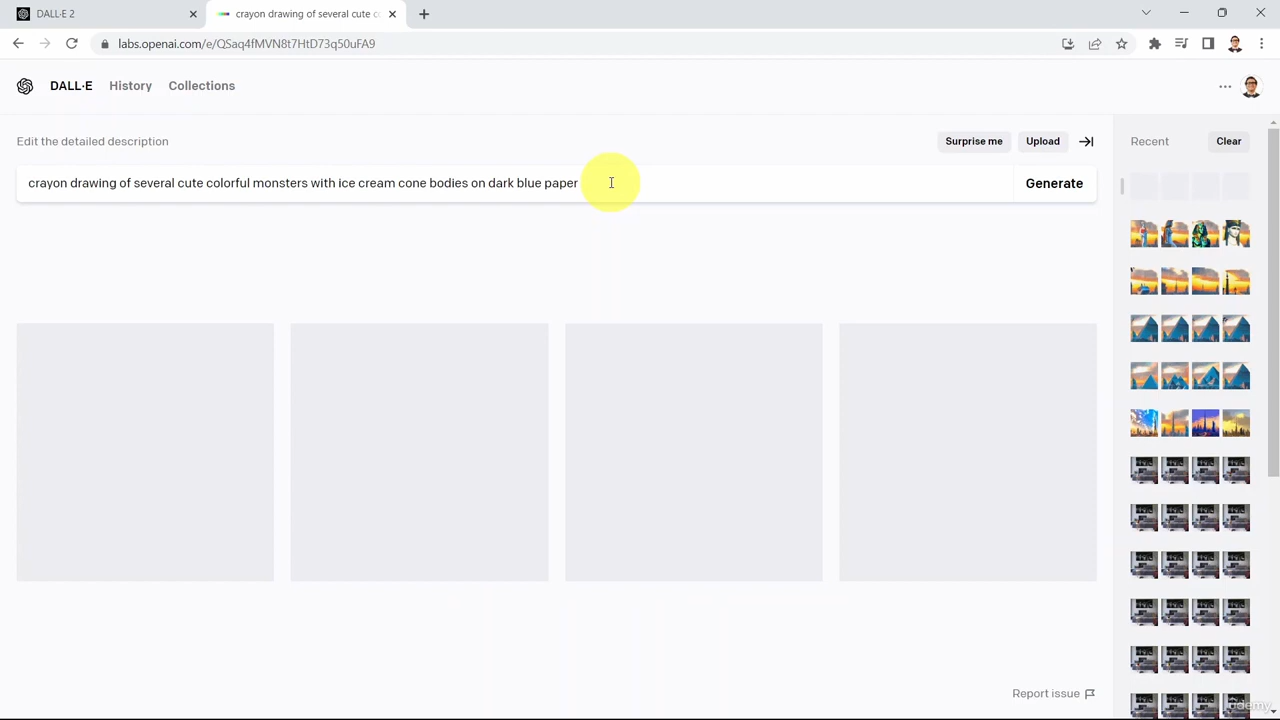 DALL·E 2
crayon drawing of several cute c
labs.openai.com/e/QSaq4fMVN8t7HtD73q50uFA9
DALL·E
History
Collections
Edit the detailed description
Surprise me
Upload
Recent
Clear
crayon drawing of several cute colorful monsters with ice cream cone bodies on dark blue paper
Generate
Report issue
udemy